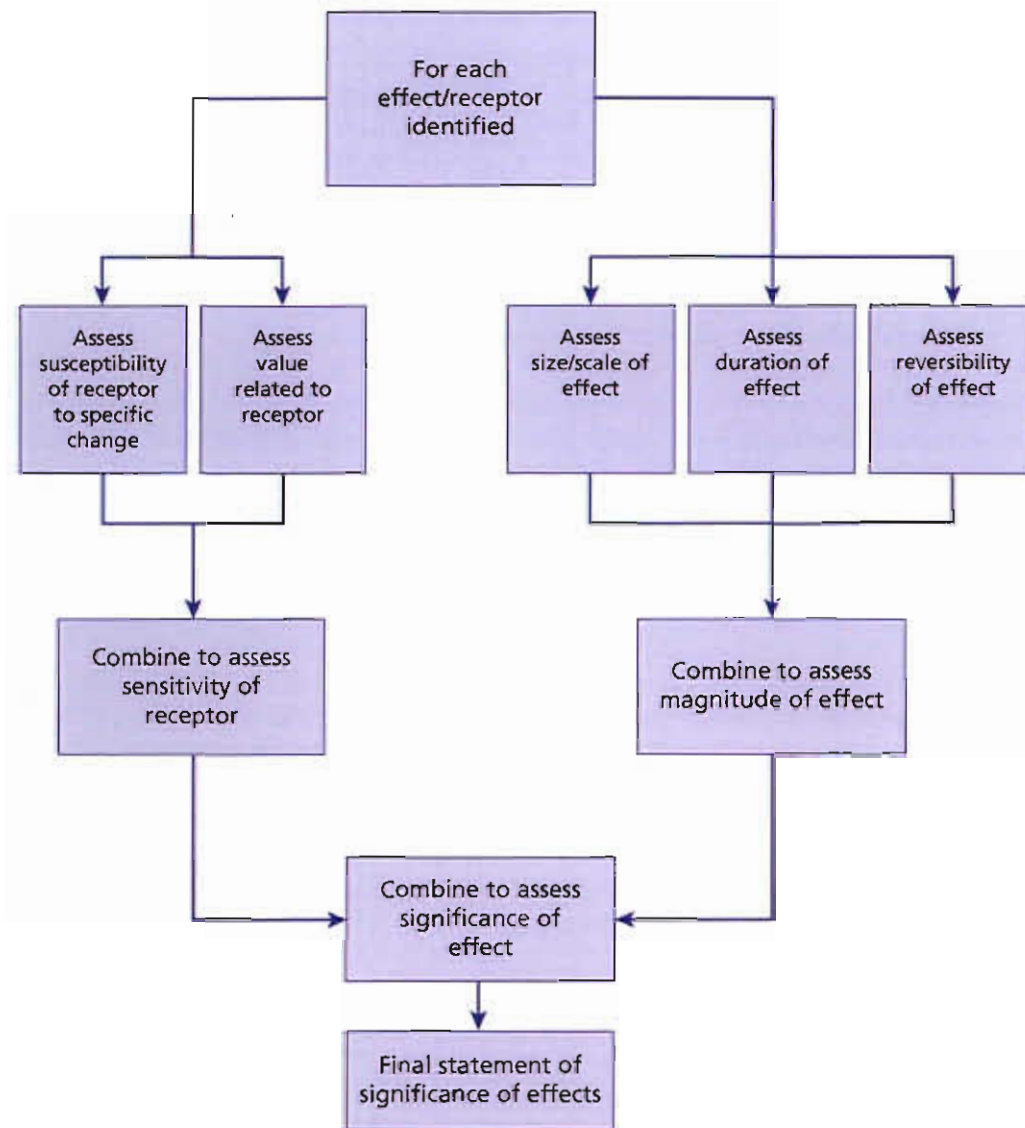 For each
effect/receptor
identified
Assess
susceptibility
of receptor
to specific
change
Assess
value
related to
receptor
Assess
size/scale of
effect
Assess
duration of
effect
Assess
reversibility
of effect
Combine to assess
sensitivity of
receptor
Combine to assess
magnitude of effect
Combine to assess
significance of
effect
Final statement of
significance of effects